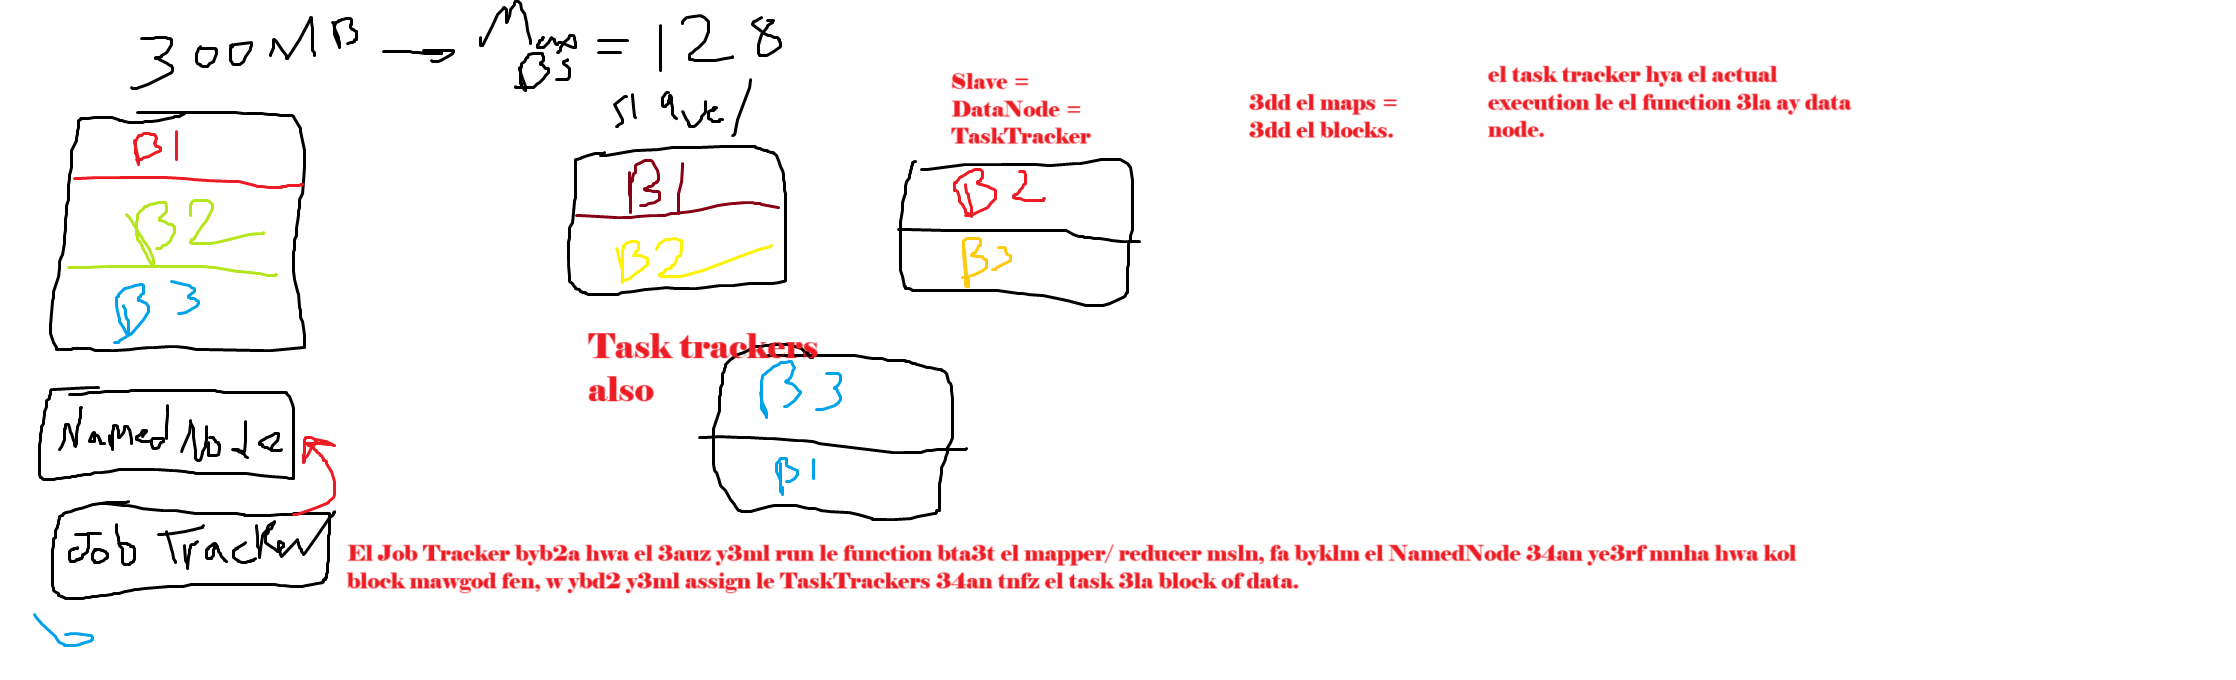 300MB → Max BS = 128
slave
B1
B2
B3
B1
B2
Slave =
DataNode =
TaskTracker
B2
B3
3dd el maps =
3dd el blocks.
el task tracker hya el actual
execution le el function 3la ay data
node.
Task trackers
also
B3
B1
Named Node
Job Tracker
El Job Tracker byb2a hwa el 3auz y3ml run le function bta3t el mapper/ reducer msln, fa byklm el NamedNode 34an ye3rf mnha hwa kol
block mawgod fen, w ybd2 y3ml assign le TaskTrackers 34an tnfz el task 3la block of data.